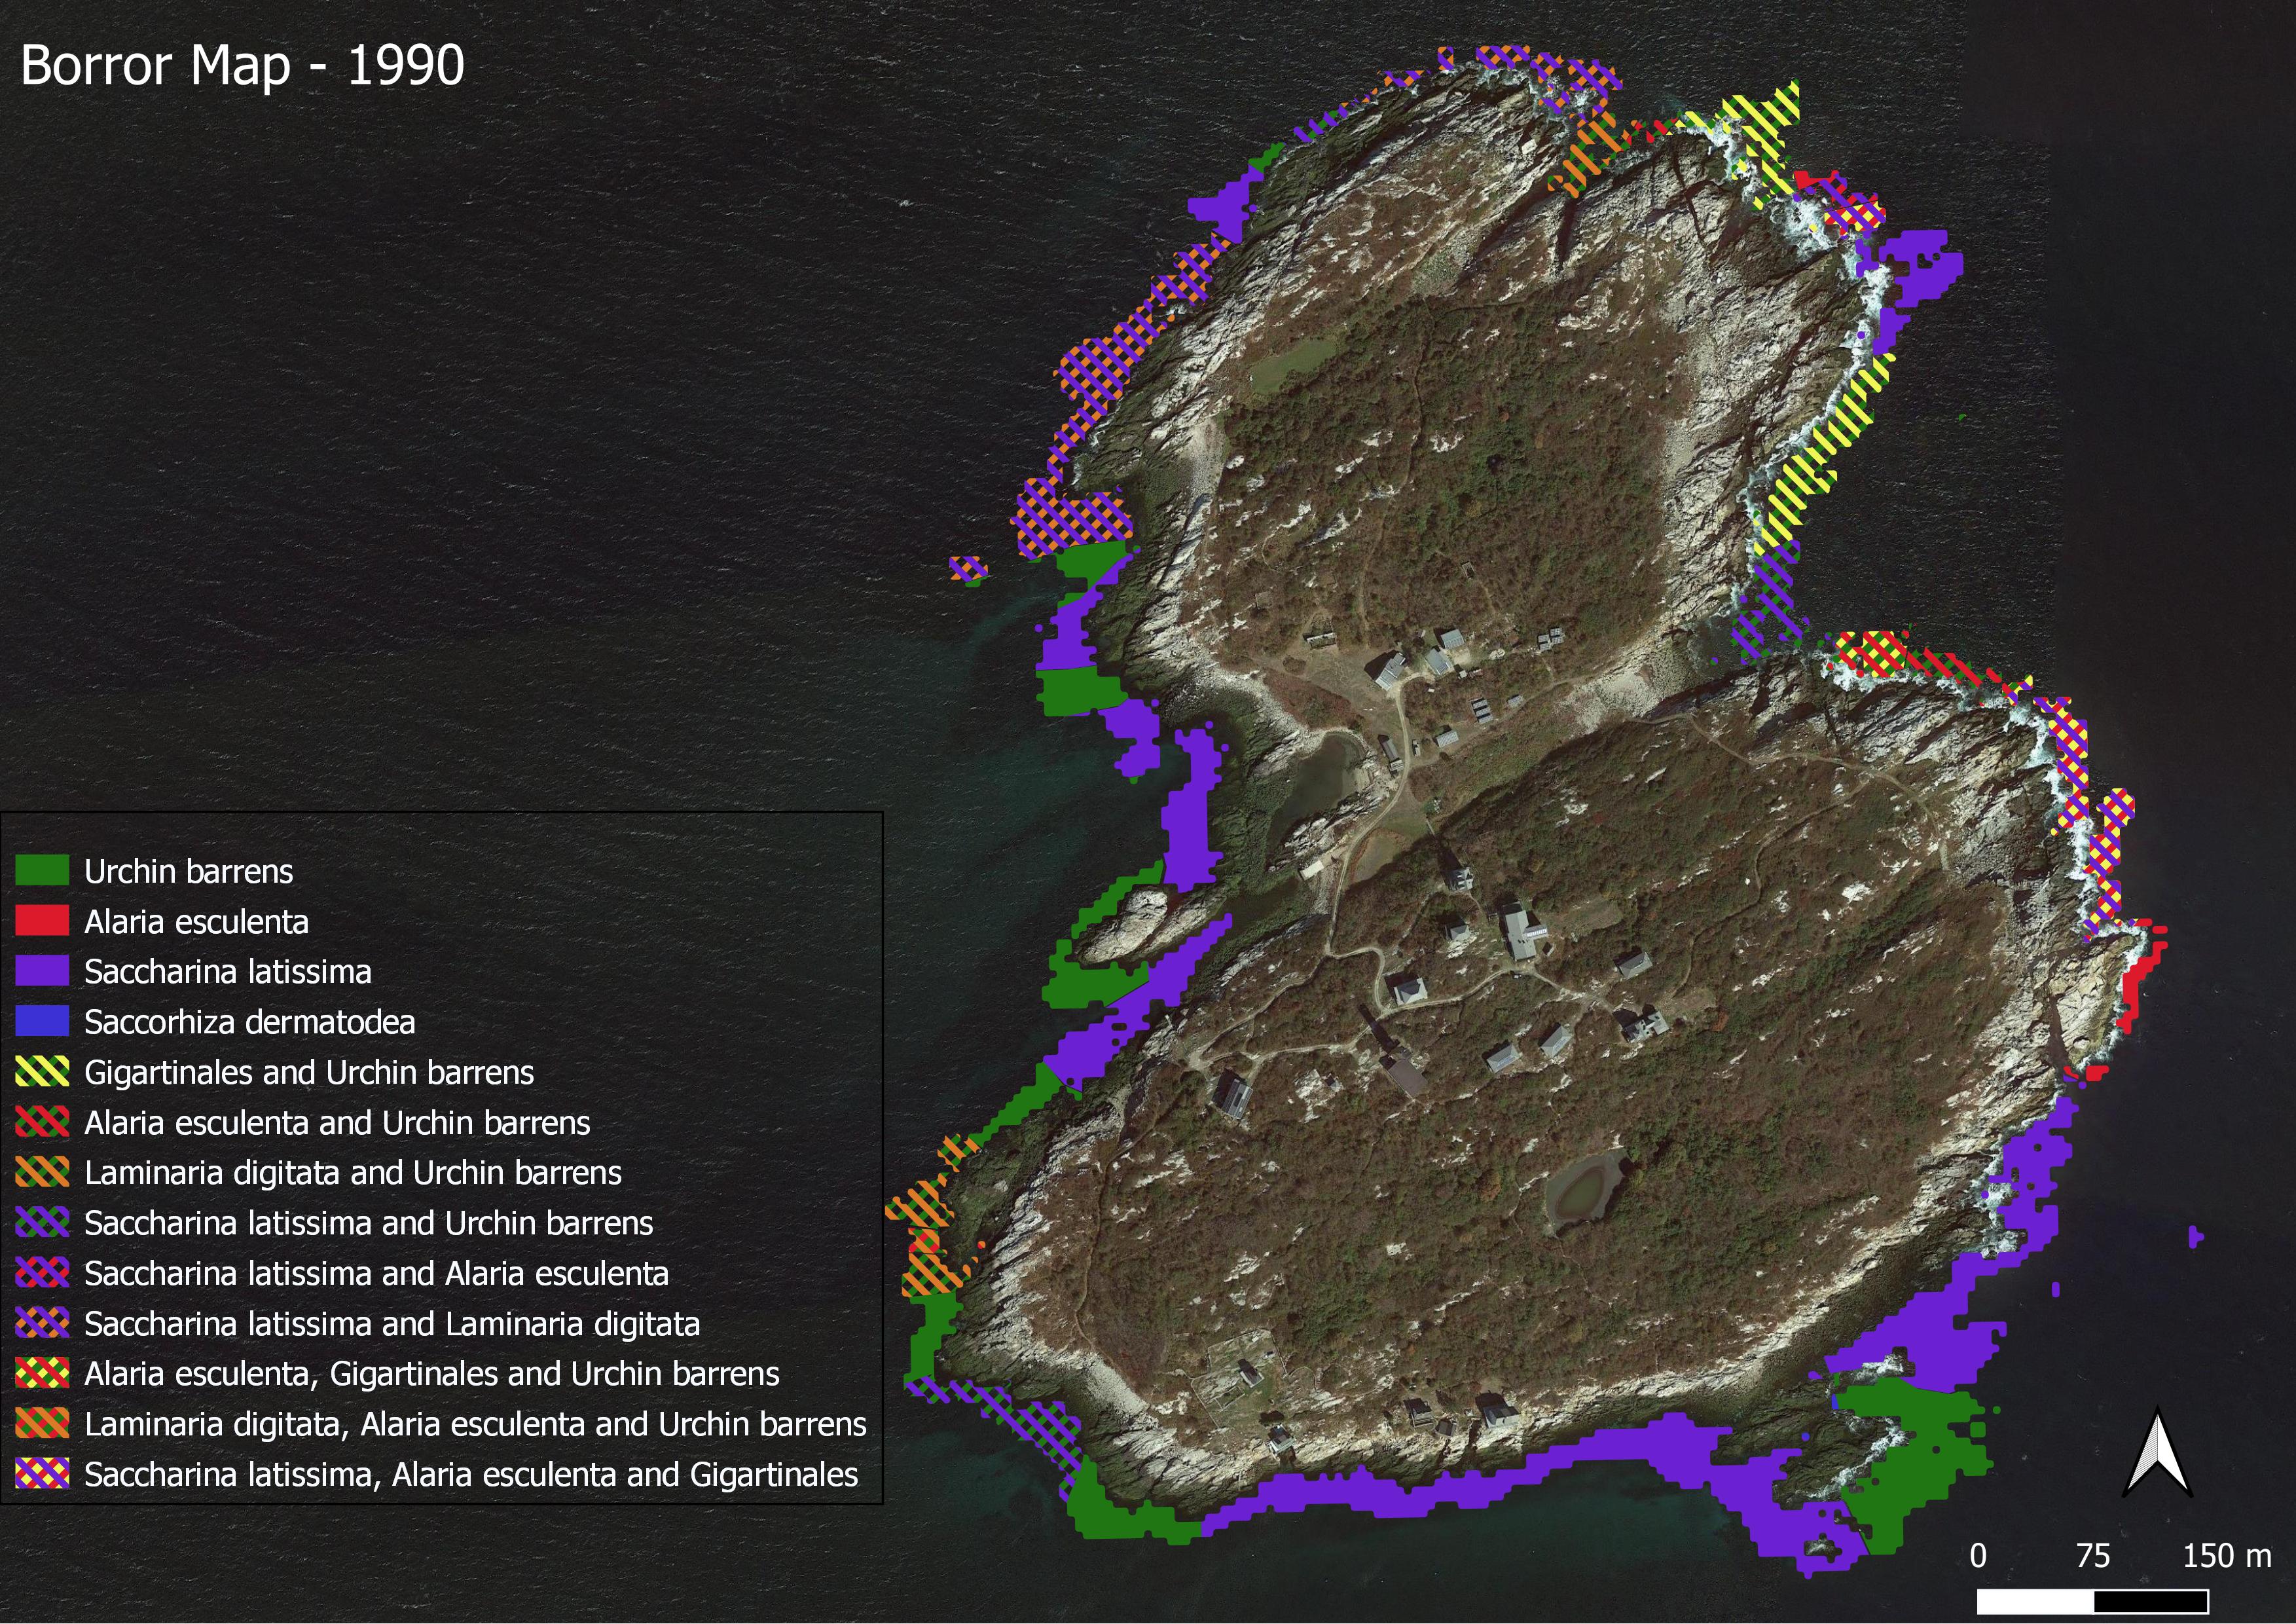 Borror Map - 1990
Urchin barrens
Alaria esculenta
Saccharina latissima
Saccorhiza dermatodea
Gigartinales and Urchin barrens
Alaria esculenta and Urchin barrens
Laminaria digitata and Urchin barrens
Saccharina latissima and Urchin barrens
Saccharina latissima and Alaria esculenta
Saccharina latissima and Laminaria digitata
Alaria esculenta, Gigartinales and Urchin barrens
Laminaria digitata, Alaria esculenta and Urchin barrens
Saccharina latissima, Alaria esculenta and Gigartinales
0 75 150 m